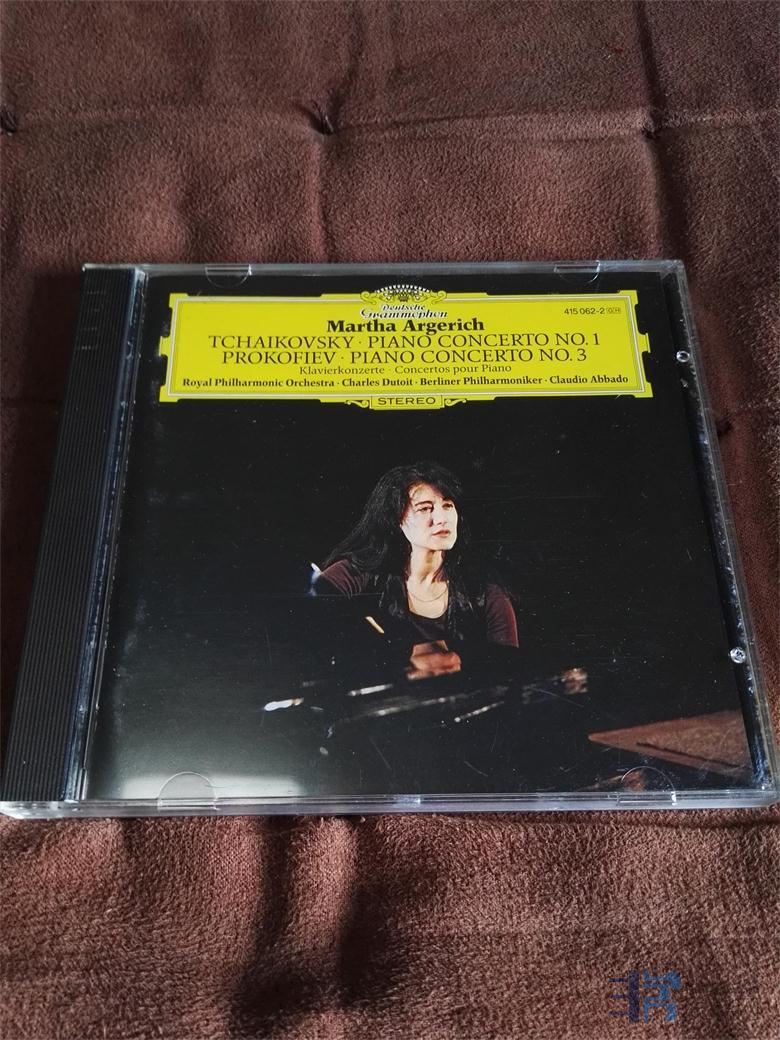 Deutsche
Grammophon
415 062-2 GH
Martha Argerich
TCHAIKOVSKY · PIANO CONCERTO NO. 1
PROKOFIEV · PIANO CONCERTO NO. 3
Klavierkonzerte · Concertos pour Piano
Royal Philharmonic Orchestra · Charles Dutoit · Berliner Philharmoniker · Claudio Abbado
STEREO